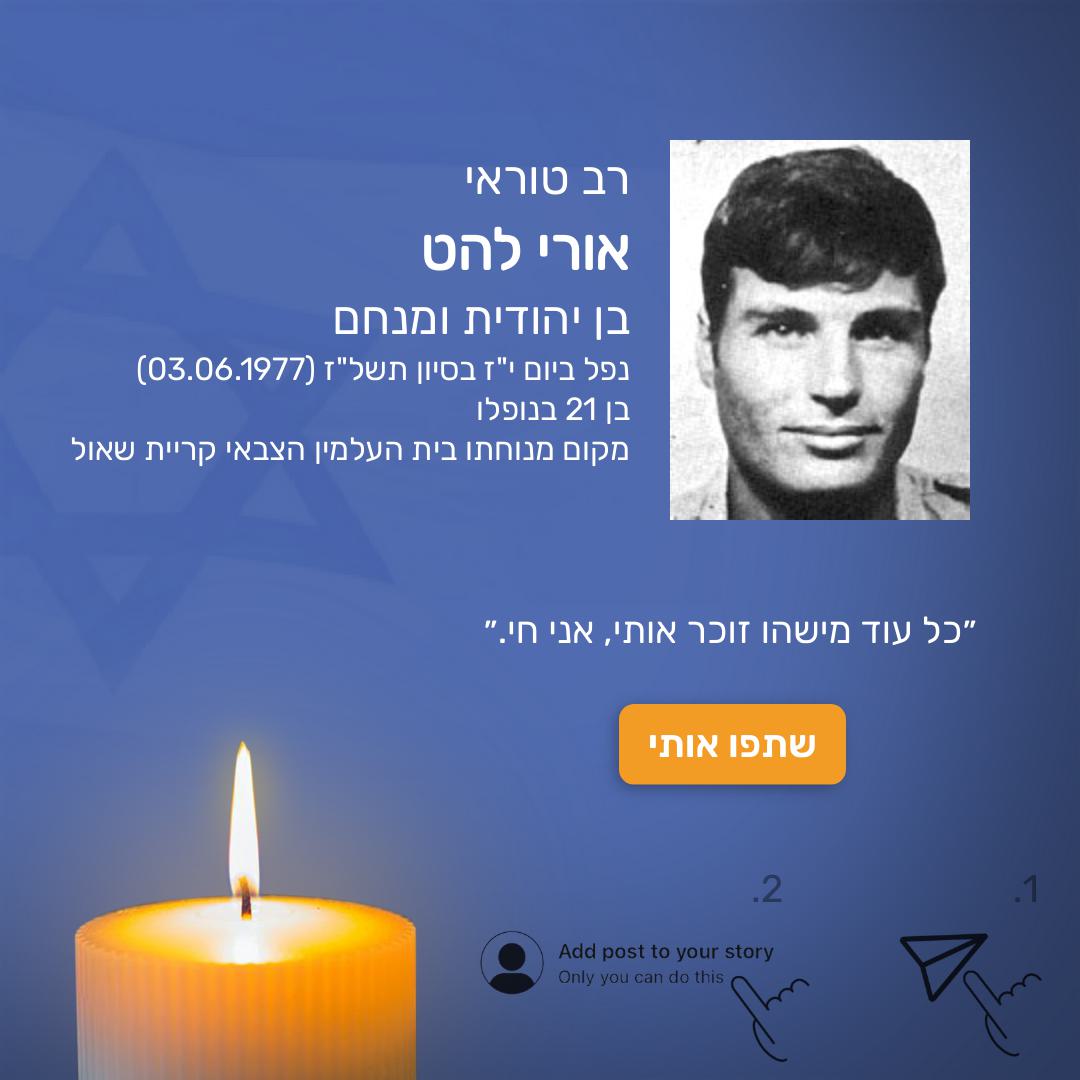 רב טוראי
אורי להט
בן יהודית ומנחם
נפל ביום י"ז בסיון תשל"ז (03.06.1977)
בן 21 בנופלו
מקום מנוחתו בית העלמין הצבאי קריית שאול
״כל עוד מישהו זוכר אותי, אני חי.״
שתפו אותי
.1
.2
Add post to your story
Only you can do this